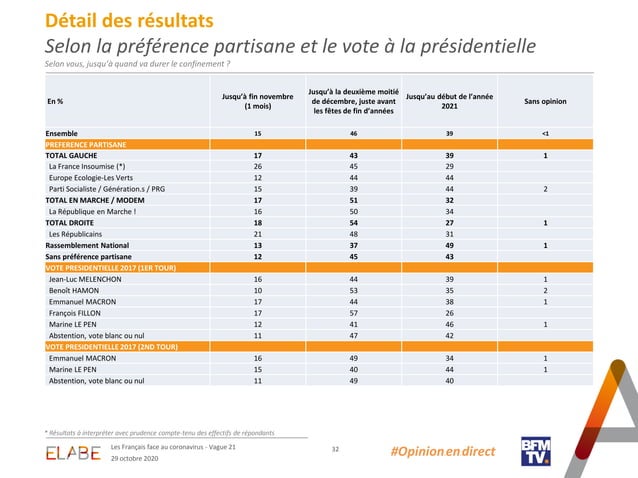 Détail des résultats
Selon la préférence partisane et le vote à la présidentielle
Selon vous, jusqu'à quand va durer le confinement ?
En %
Jusqu'à fin novembre
(1 mois)
Jusqu'à la deuxième moitié
de décembre, juste avant
les fêtes de fin d'années
Jusqu'au début de l'année
2021
Sans opinion
Ensemble 15 46 39 <1
PREFERENCE PARTISANE
TOTAL GAUCHE 17 43 39 1
La France Insoumise (*) 26 45 29
Europe Ecologie-Les Verts 12 44 44
Parti Socialiste / Génération.s / PRG 15 39 44 2
TOTAL EN MARCHE / MODEM 17 51 32
La République en Marche ! 16 50 34
TOTAL DROITE 18 54 27 1
Les Républicains 21 48 31
Rassemblement National 13 37 49 1
Sans préférence partisane 12 45 43
VOTE PRESIDENTIELLE 2017 (1ER TOUR)
Jean-Luc MELENCHON 16 44 39 1
Benoît HAMON 10 53 35 2
Emmanuel MACRON 17 44 38 1
François FILLON 17 57 26
Marine LE PEN 12 41 46 1
Abstention, vote blanc ou nul 11 47 42
VOTE PRESIDENTIELLE 2017 (2ND TOUR)
Emmanuel MACRON 16 49 34 1
Marine LE PEN 15 40 44 1
Abstention, vote blanc ou nul 11 49 40
* Résultats à interpréter avec prudence compte-tenu des effectifs de répondants
ELABE
Les Français face au coronavirus - Vague 21
29 octobre 2020
32
#Opinion en direct
BFM
TV.